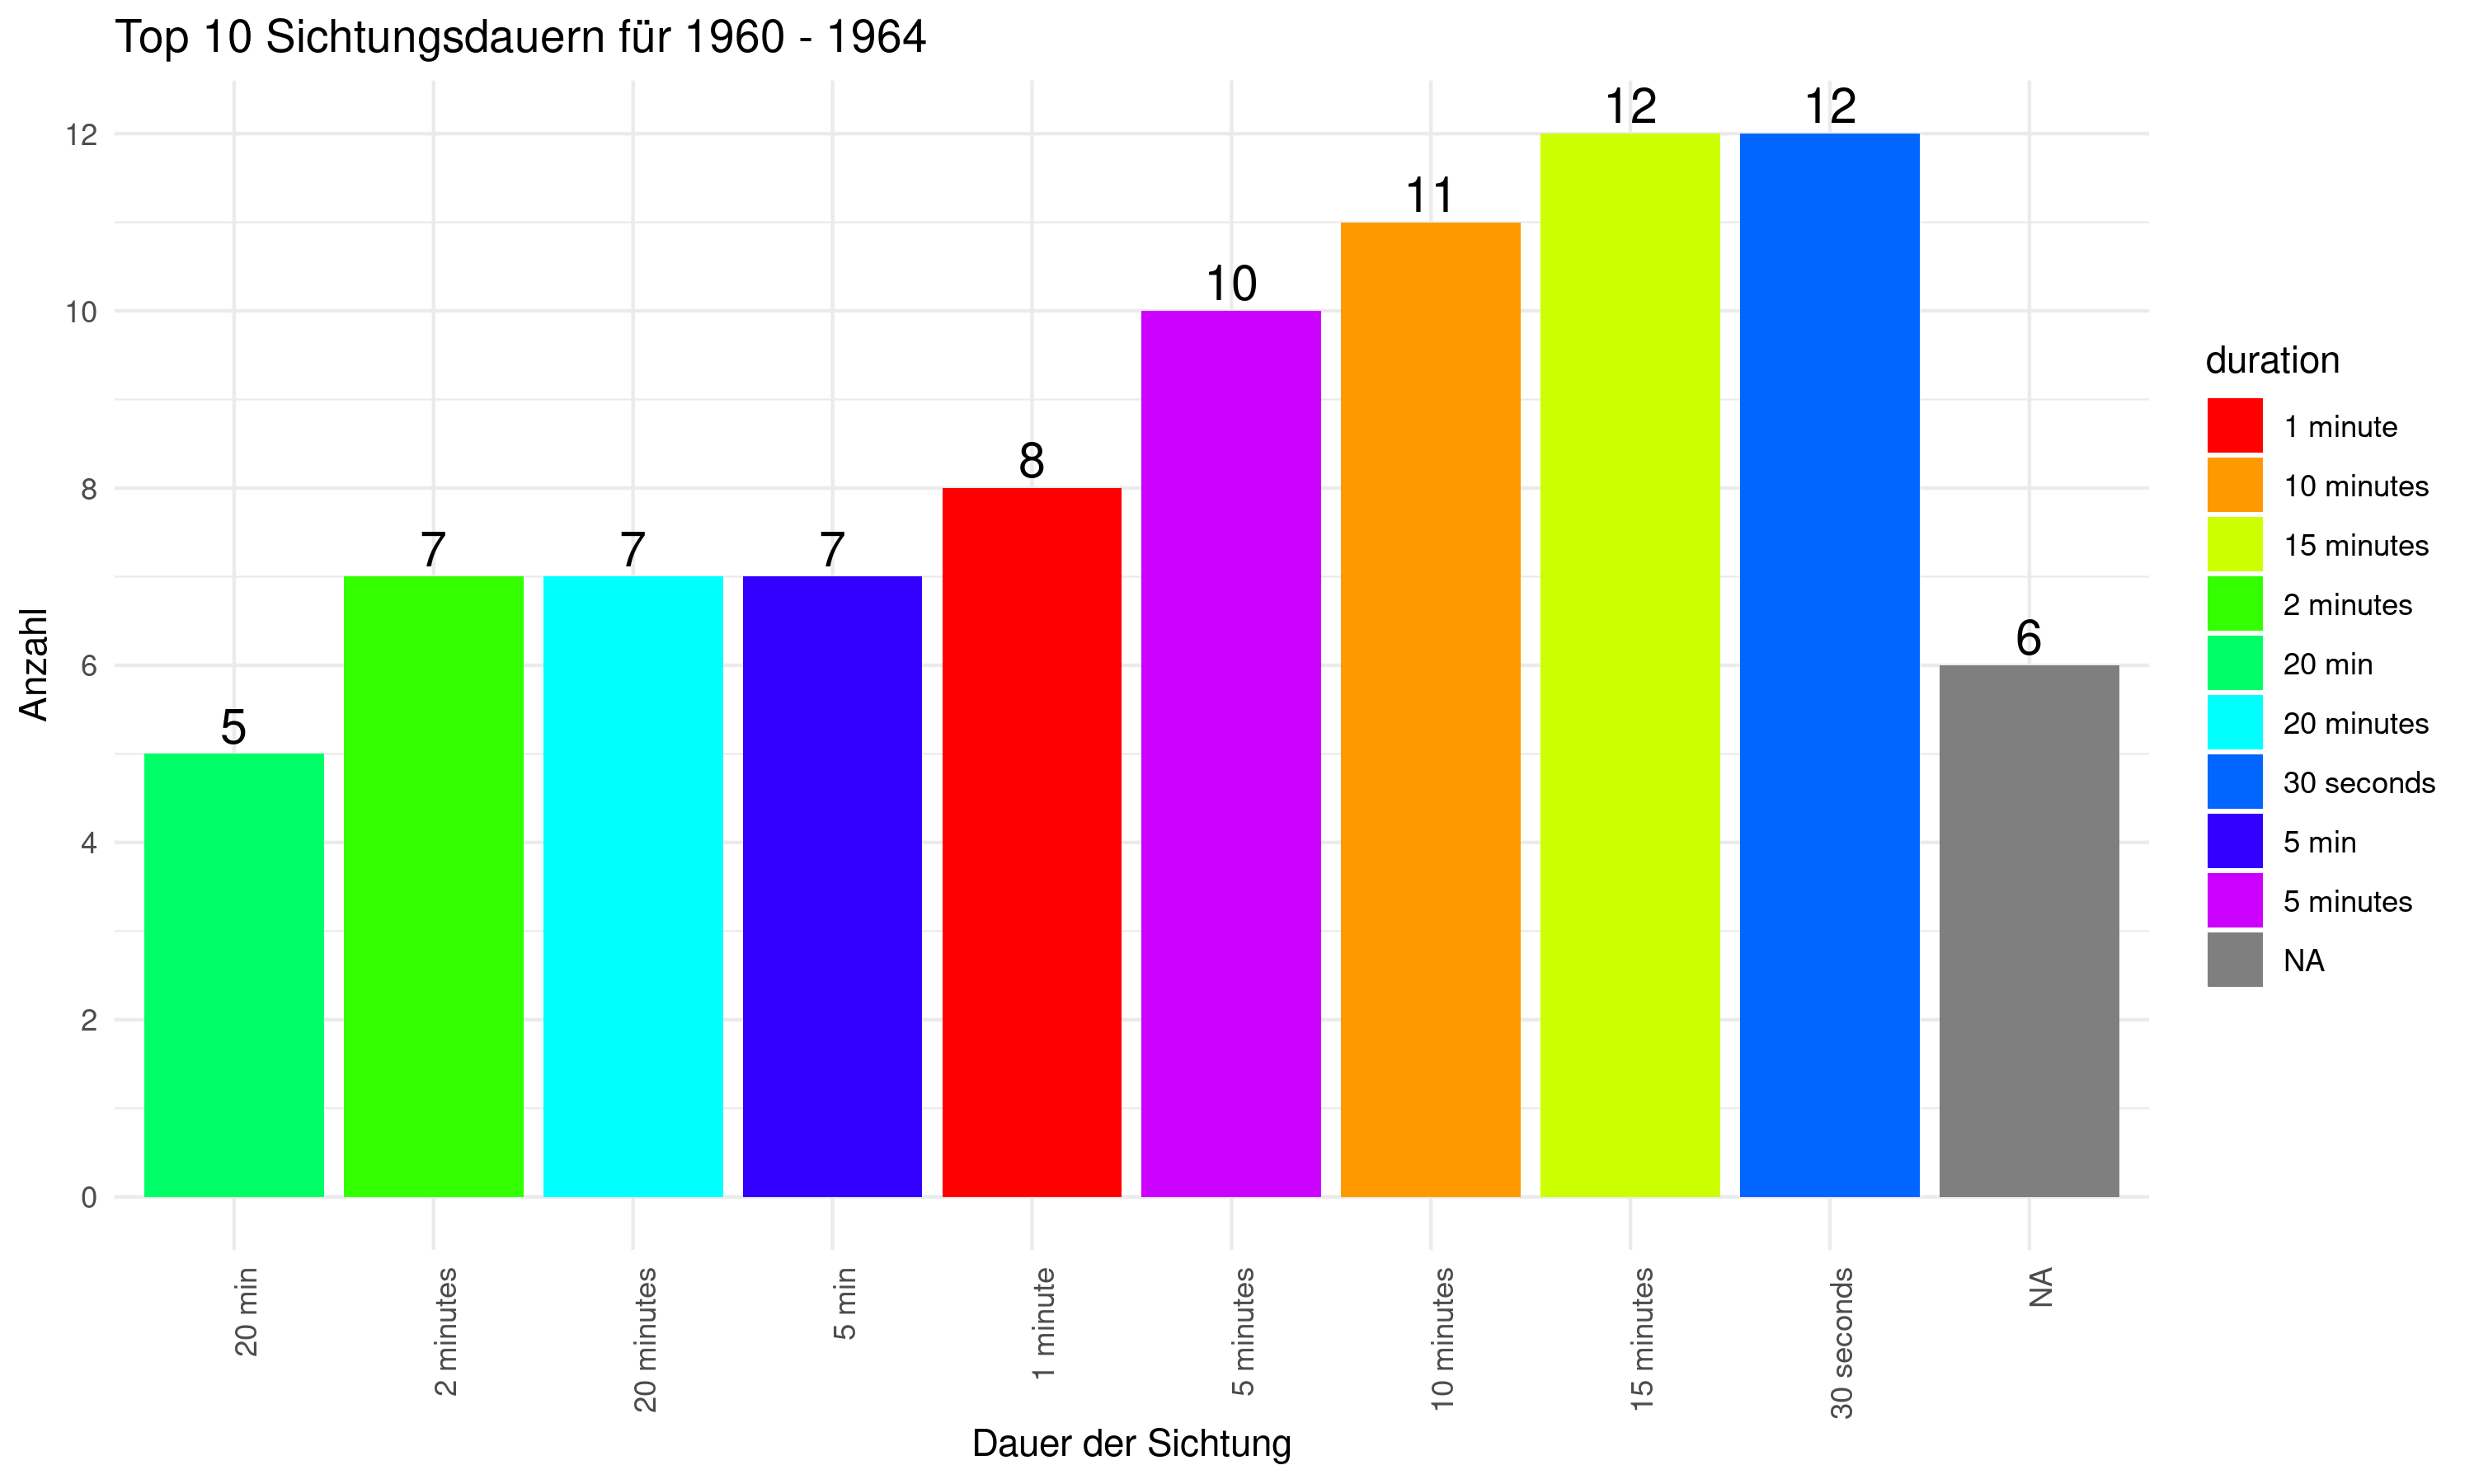 Top 10 Sichtungsdauern für 1960 - 1964
Anzahl
12
10
8
6
4
2
0
5
7
7
7
8
10
11
12
12
6
20 min
2 minutes
20 minutes
5 min
1 minute
5 minutes
10 minutes
15 minutes
30 seconds
NA
Dauer der Sichtung
duration
1 minute
10 minutes
15 minutes
2 minutes
20 min
20 minutes
30 seconds
5 min
5 minutes
NA